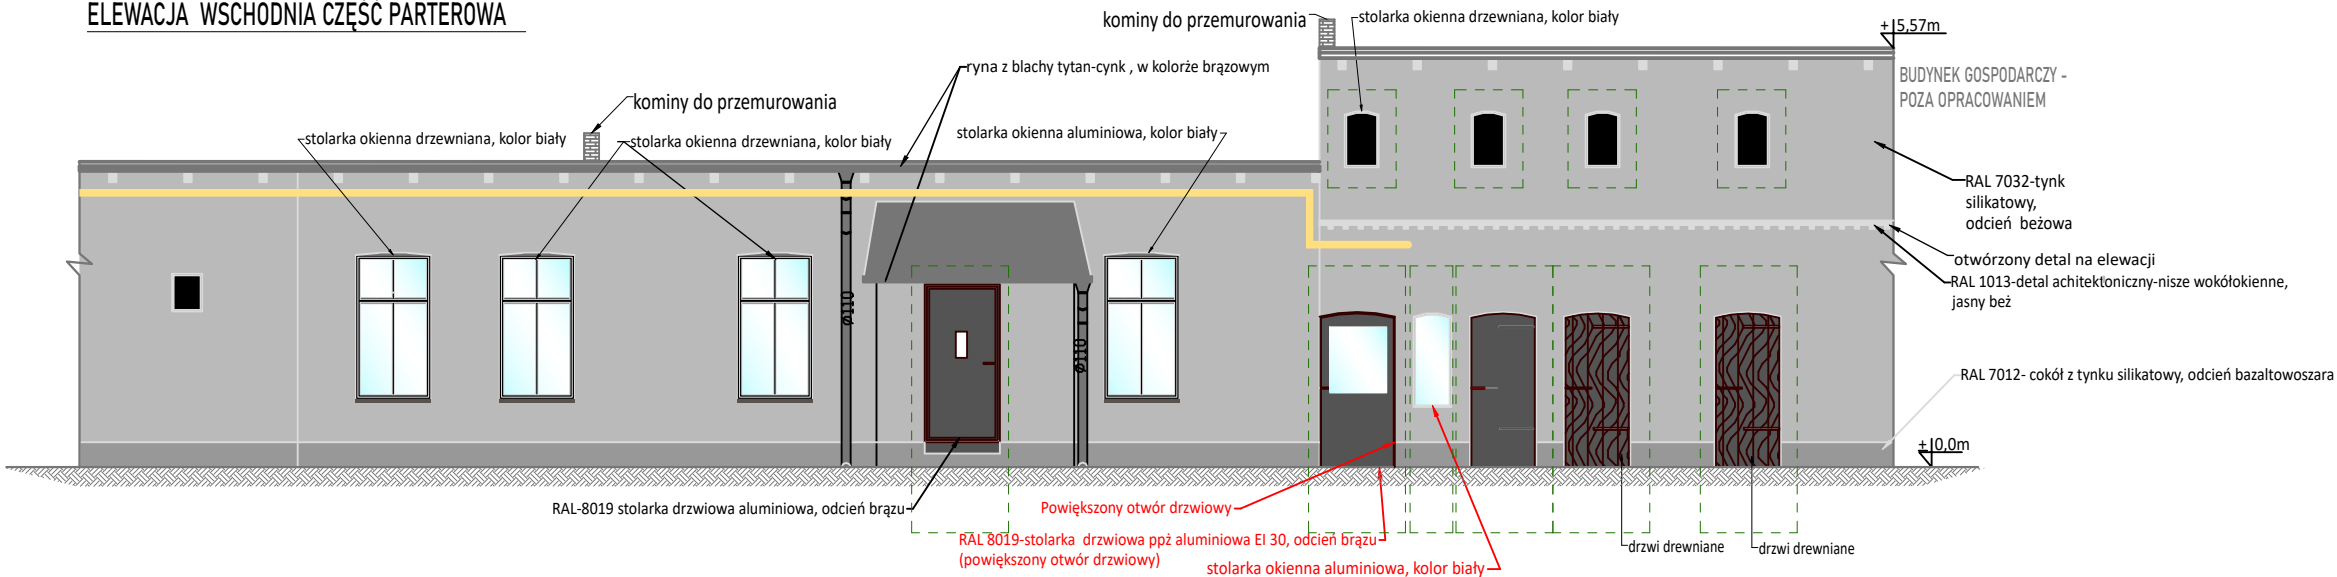 ELEWACJA WSCHODNIA CZĘŚĆ PARTEROWA
kominy do przemurowania
stolarka okienna drzewniana, kolor biały
+5,57m
BUDYNEK GOSPODARCZY -
POZA OPRACOWANIEM
ryna z blachy tytan-cynk , w kolorże brązowym
kominy do przemurowania
stolarka okienna drzewniana, kolor biały
stolarka okienna drzewniana, kolor biały
stolarka okienna aluminiowa, kolor biały
RAL 7032-tynk
silikatowy,
odcień beżowa
otwórzony detal na elewacji
RAL 1013-detal achitektoniczny-nisze wokółokienne,
jasny beż
Ø110
Ø110
RAL 7012- cokół z tynku silikatowy, odcień bazaltowoszara
±0,0m
RAL-8019 stolarka drzwiowa aluminiowa, odcień brązu
Powiększony otwór drzwiowy
RAL 8019-stolarka drzwiowa ppż aluminiowa EI 30, odcień brązu
(powiększony otwór drzwiowy)
stolarka okienna aluminiowa, kolor biały
drzwi drewniane
drzwi drewniane